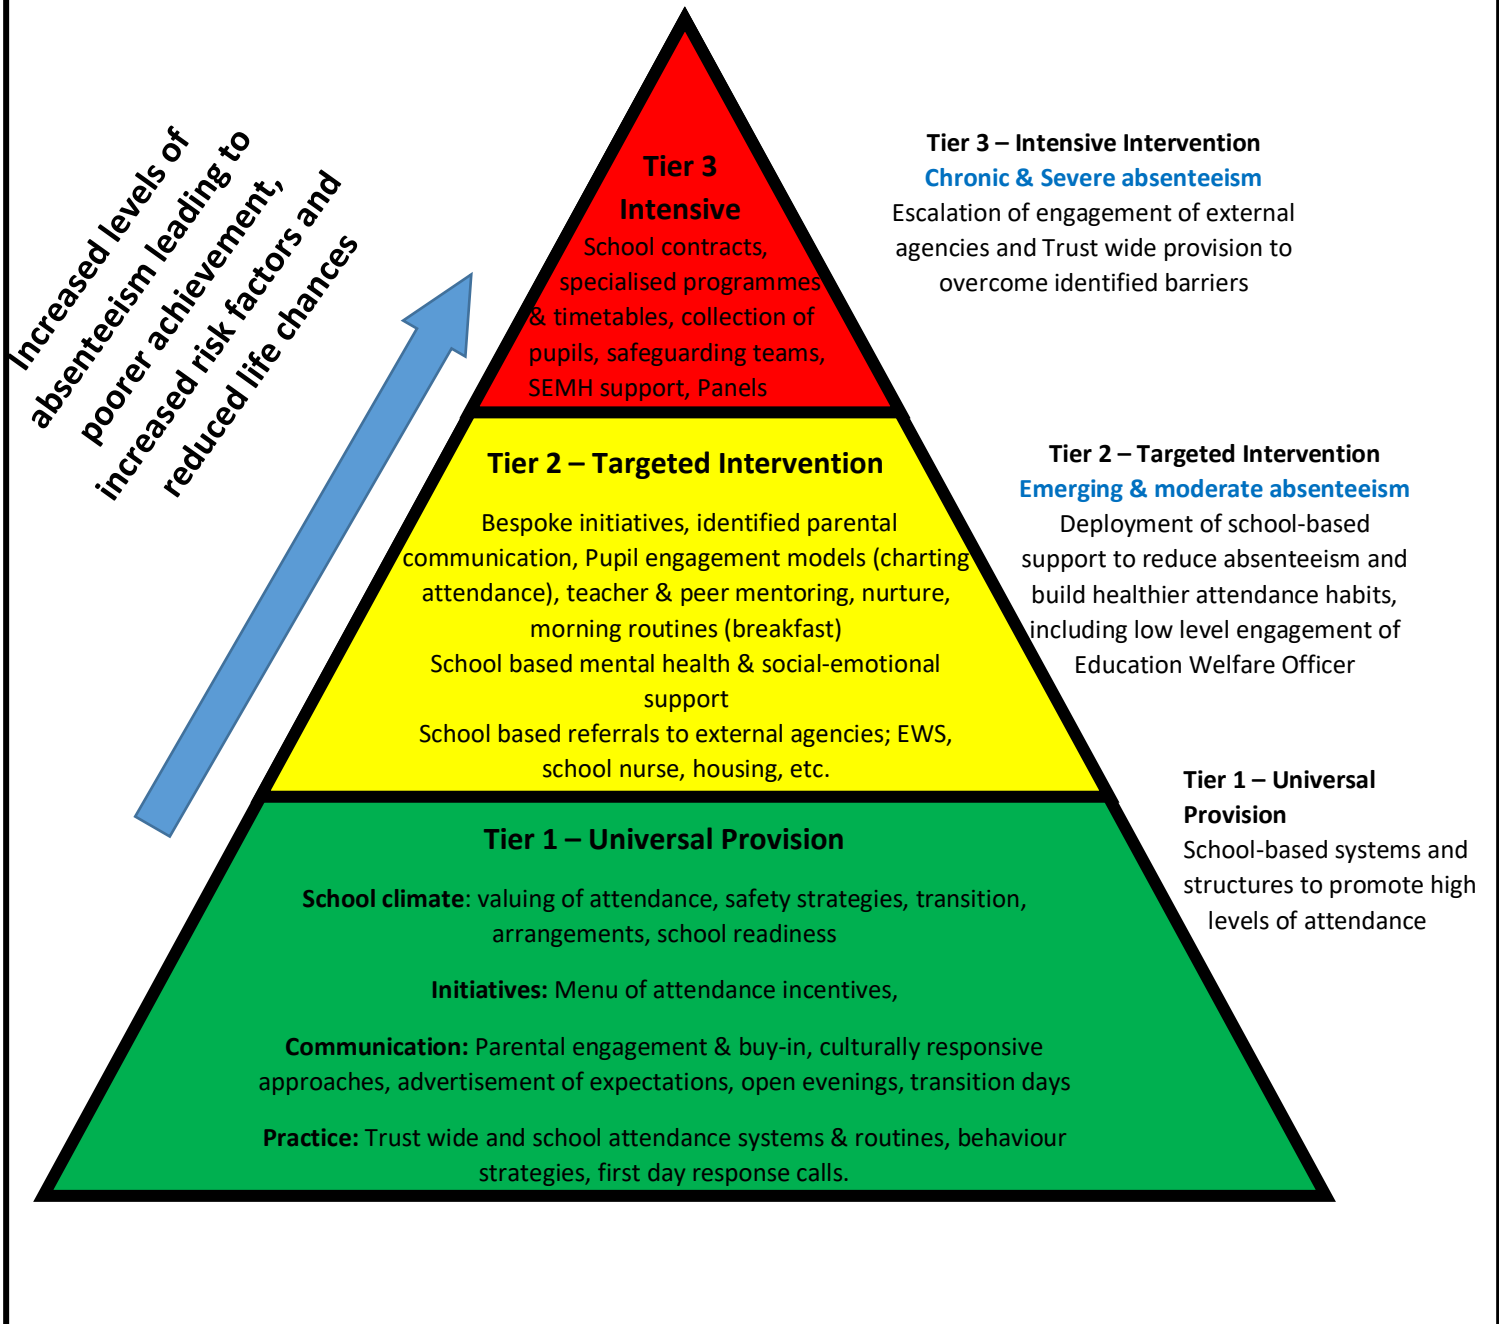 Increased levels of
absenteeism leading to
poorer achievement,
increased risk factors and
reduced life chances
Tier 3
Intensive
School contracts,
specialised programmes
& timetables, collection of
pupils, safeguarding teams,
SEMH support, Panels
Tier 3 – Intensive Intervention
Chronic & Severe absenteeism
Escalation of engagement of external
agencies and Trust wide provision to
overcome identified barriers
Tier 2 – Targeted Intervention
Bespoke initiatives, identified parental
communication, Pupil engagement models (charting
attendance), teacher & peer mentoring, nurture,
morning routines (breakfast)
School based mental health & social-emotional
support
School based referrals to external agencies; EWS,
school nurse, housing, etc.
Tier 2 – Targeted Intervention
Emerging & moderate absenteeism
Deployment of school-based
support to reduce absenteeism and
build healthier attendance habits,
including low level engagement of
Education Welfare Officer
Tier 1 – Universal Provision
School climate: valuing of attendance, safety strategies, transition,
arrangements, school readiness
Initiatives: Menu of attendance incentives,
Communication: Parental engagement & buy-in, culturally responsive
approaches, advertisement of expectations, open evenings, transition days
Practice: Trust wide and school attendance systems & routines, behaviour
strategies, first day response calls.
Tier 1 – Universal
Provision
School-based systems and
structures to promote high
levels of attendance